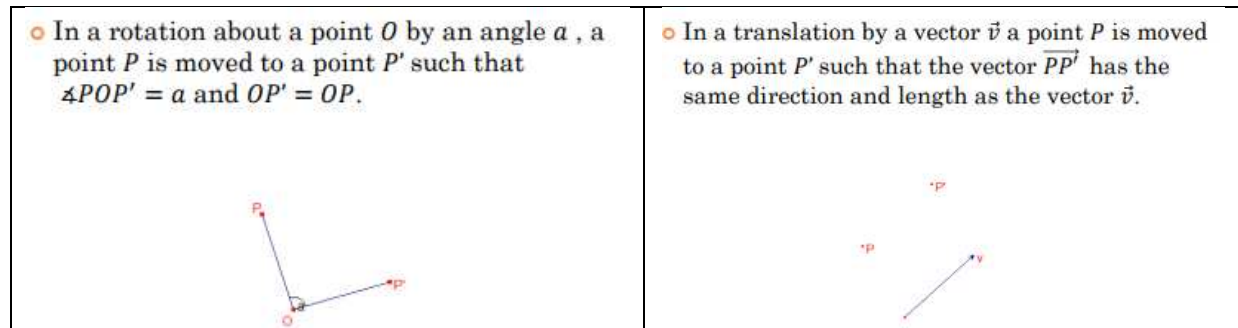 In a rotation about a point O by an angle a , a
point P is moved to a point P′ such that
∡POP′ = a and OP′ = OP.
P
a
P'
O
In a translation by a vector v⃗ a point P is moved
to a point P′ such that the vector PP′⃗ has the
same direction and length as the vector v⃗.
P'
P
v